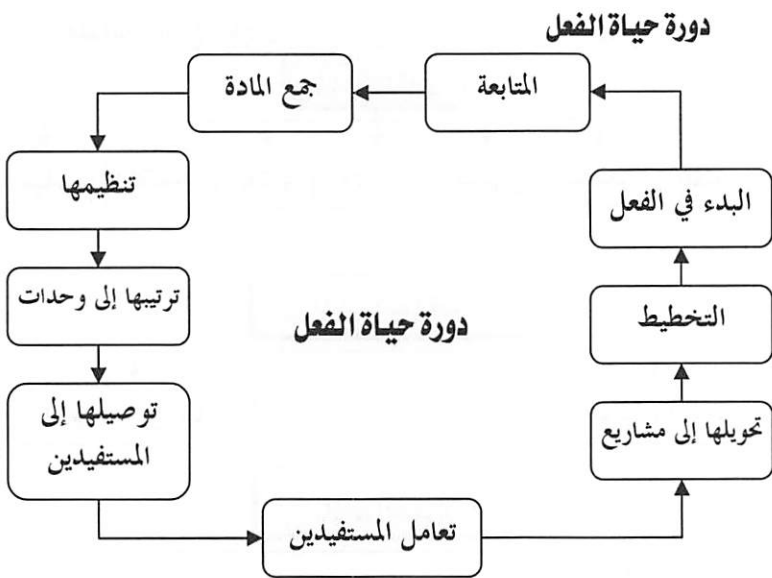 دورة حياة الفعل
المتابعة
جمع المادة
تنظيمها
ترتيبها إلى وحدات
توصيلها إلى
المستفيدين
تعامل المستفيدين
تحويلها إلى مشاريع
التخطيط
البدء في الفعل
دورة حياة الفعل